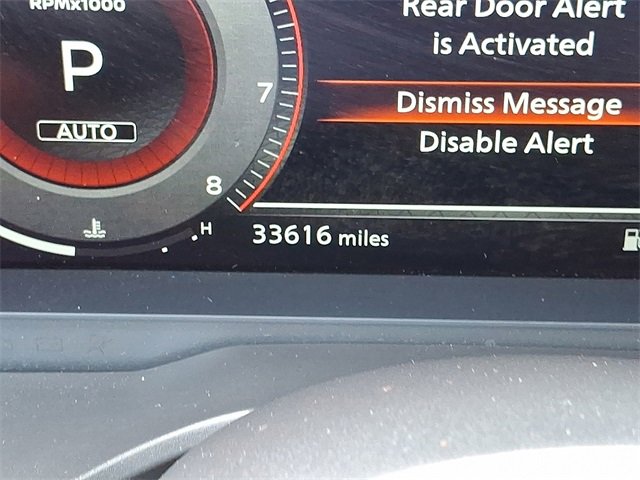 RPMx1000
P
AUTO
7
8
H
Rear Door Alert
is Activated
Dismiss Message
Disable Alert
33616 miles